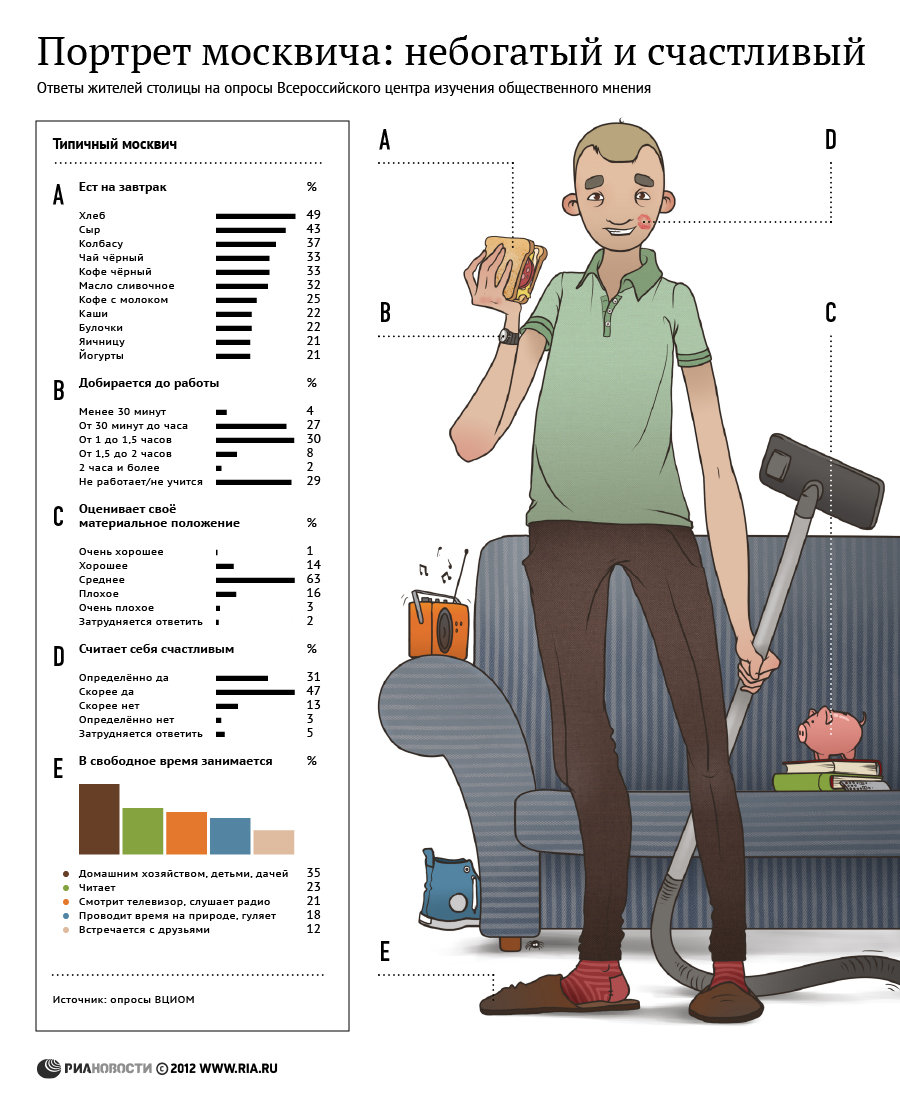 Портрет москвича: небогатый и счастливый
Ответы жителей столицы на опросы Всероссийского центра изучения общественного мнения
Типичный москвич
A Ест на завтрак %
Хлеб 49
Сыр 43
Колбасу 37
Чай чёрный 33
Кофе чёрный 33
Масло сливочное 32
Кофе с молоком 25
Каши 22
Булочки 22
Яичницу 21
Йогурты 21
B Добирается до работы %
Менее 30 минут 4
От 30 минут до часа 27
От 1 до 1,5 часов 30
От 1,5 до 2 часов 8
2 часа и более 2
Не работает/не учится 29
C Оценивает своё
материальное положение %
Очень хорошее 1
Хорошее 14
Среднее 63
Плохое 16
Очень плохое 3
Затрудняется ответить 2
D Считает себя счастливым %
Определённо да 31
Скорее да 47
Скорее нет 13
Определённо нет 3
Затрудняется ответить 5
E В свободное время занимается %
Домашним хозяйством, детьми, дачей 35
Читает 23
Смотрит телевизор, слушает радио 21
Проводит время на природе, гуляет 18
Встречается с друзьями 12
Источник: опросы ВЦИОМ
A
D
B
C
E
РИАНОВОСТИ © 2012 WWW.RIA.RU